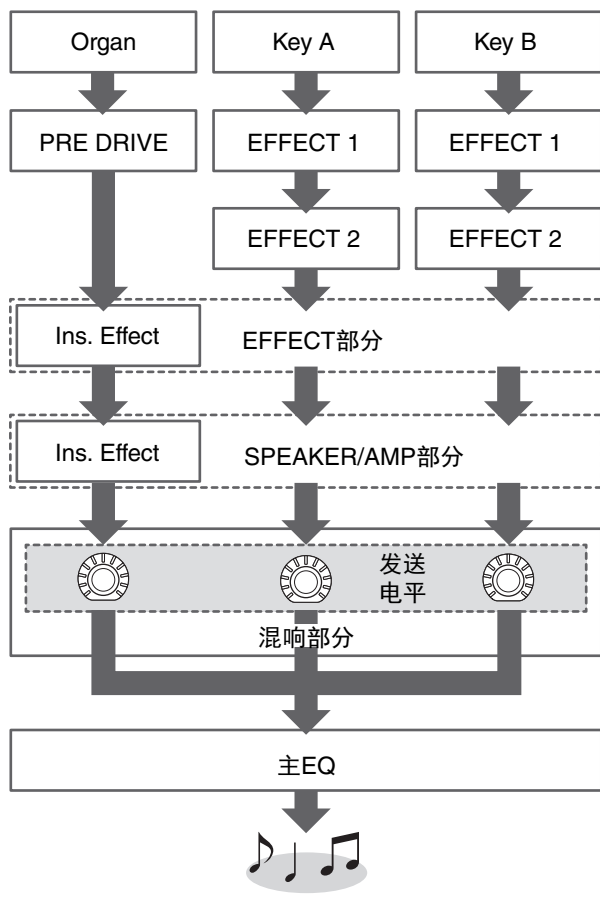 Organ
Key A
Key B
PRE DRIVE
EFFECT 1
EFFECT 1
EFFECT 2
EFFECT 2
Ins. Effect
EFFECT部分
Ins. Effect
SPEAKER/AMP部分
发送
电平
混响部分
主EQ